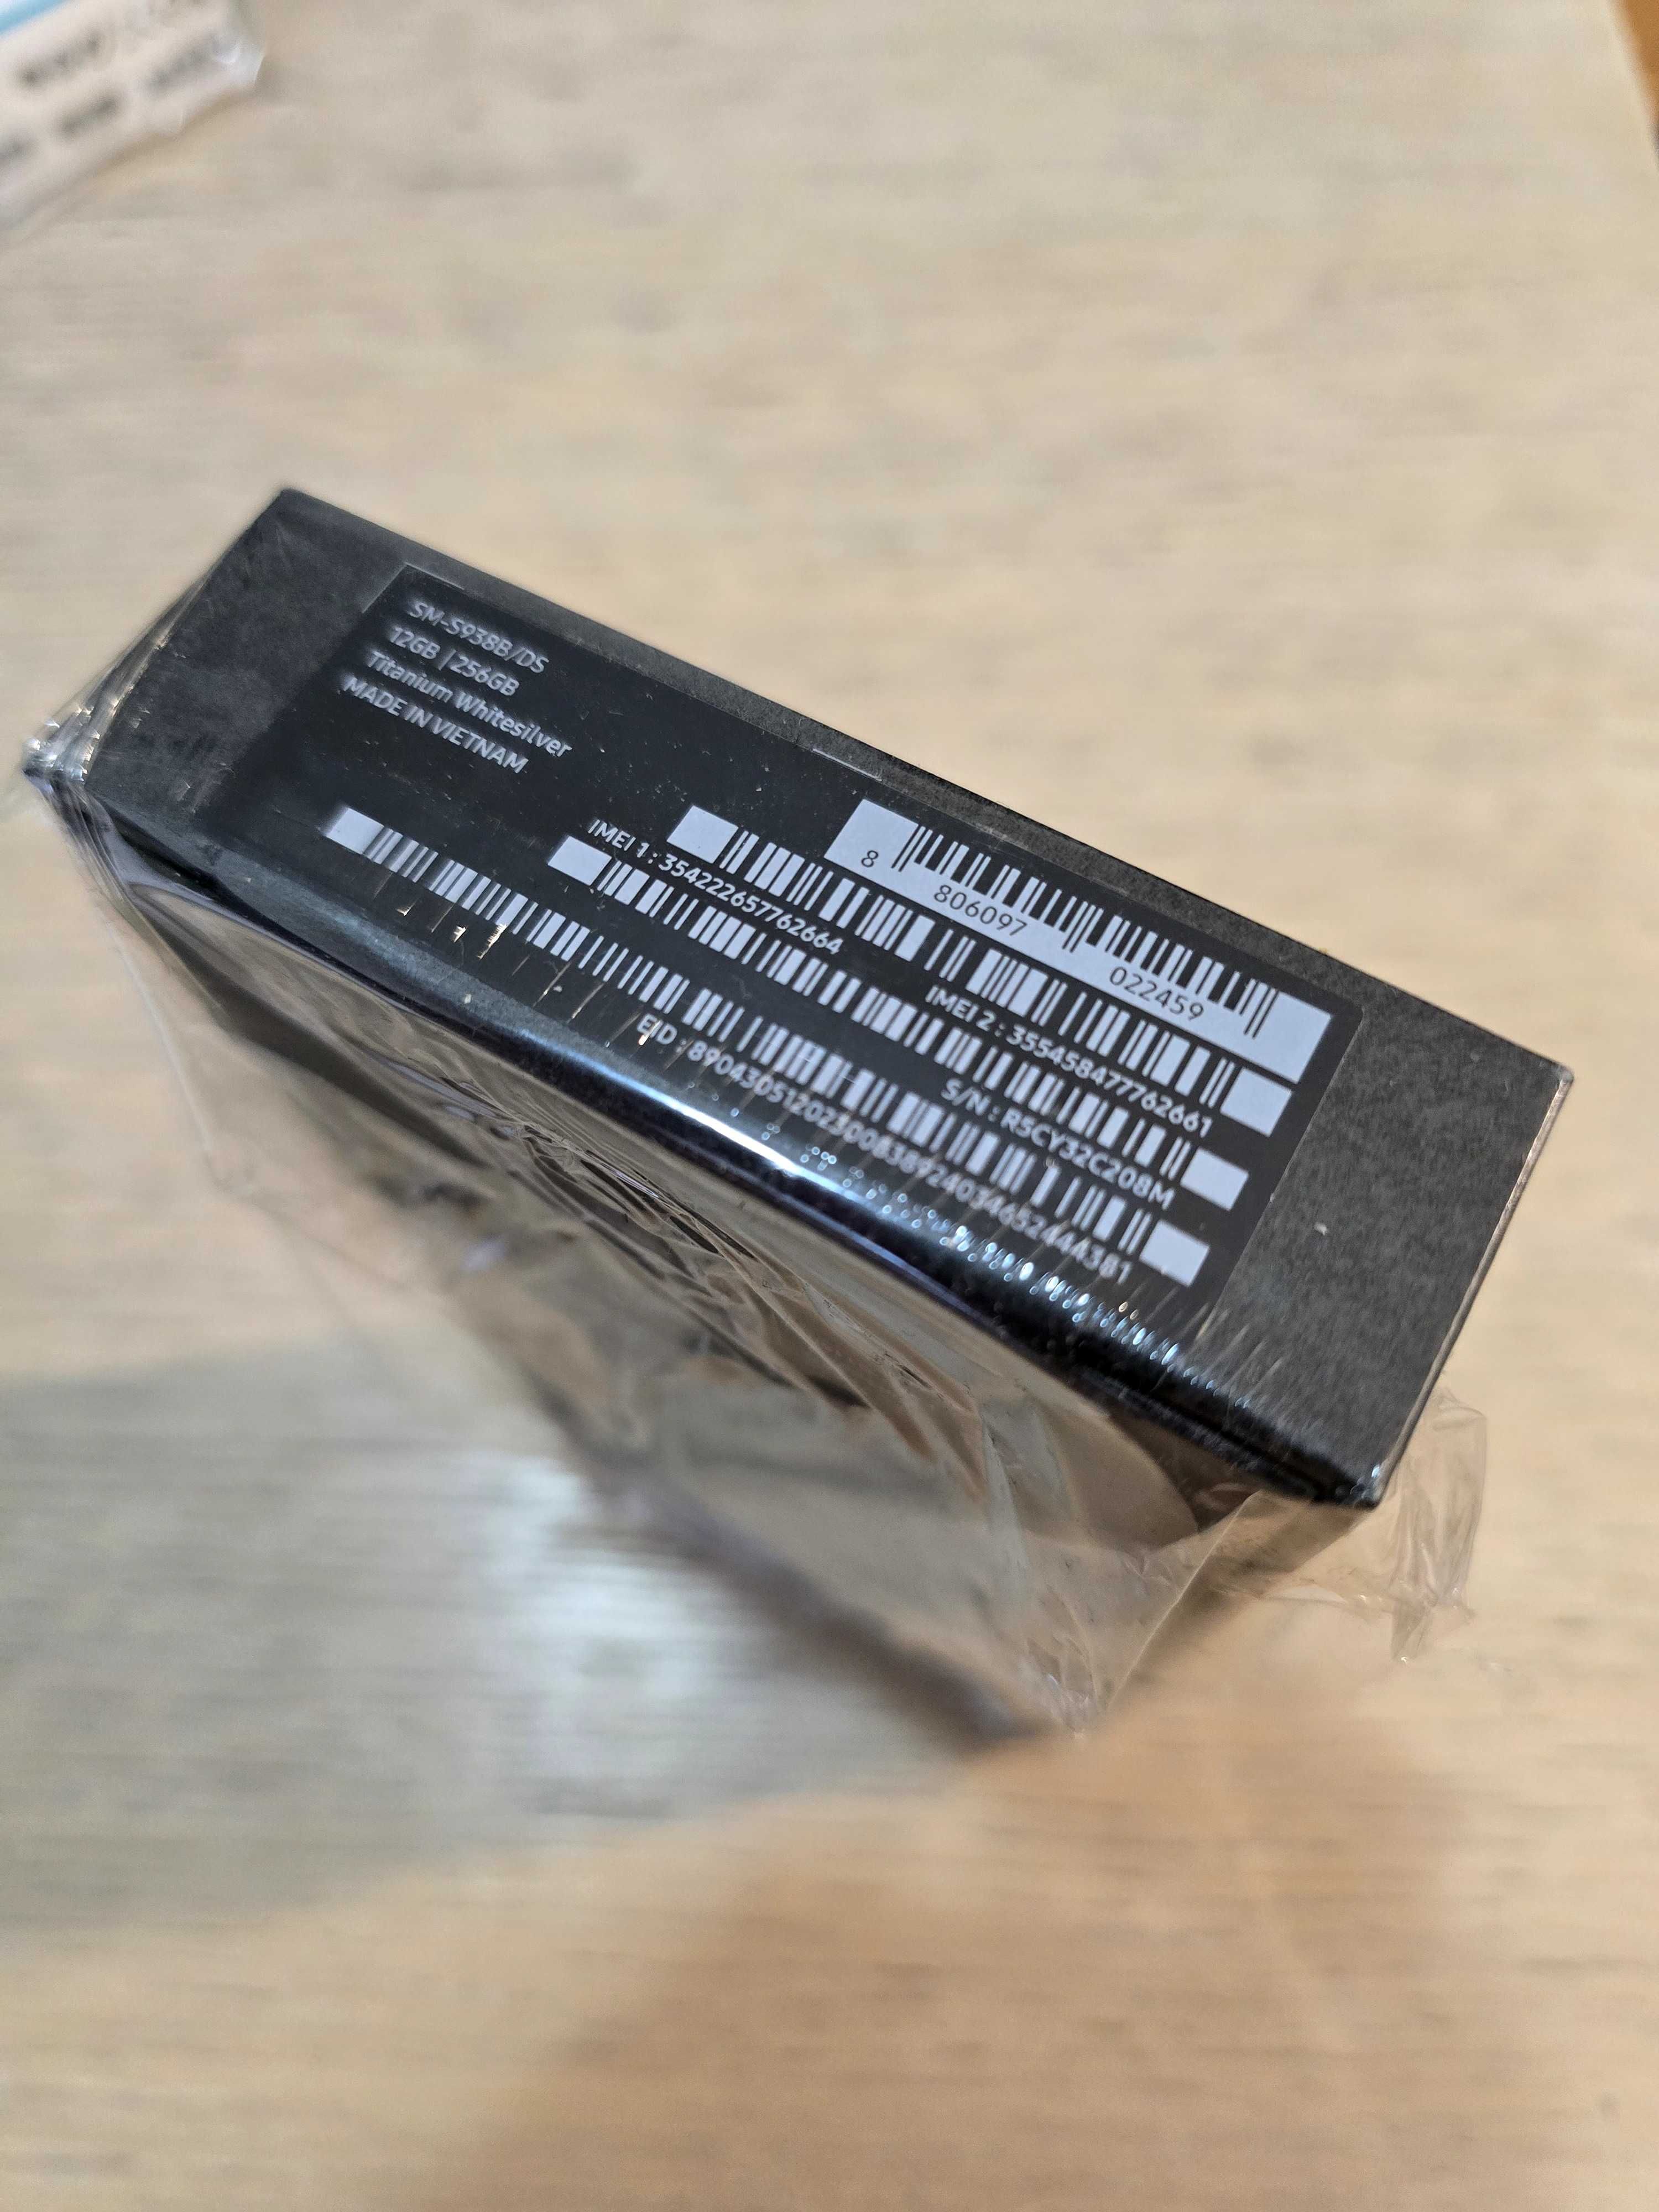 SM-S938B/DS
12GB | 256GB
Titanium Whitesilver
MADE IN VIETNAM
8 806097 022459
IMEI 1 : 354222657762664
IMEI 2 : 355458477762661
S/N : R5CY32C208M
EID :